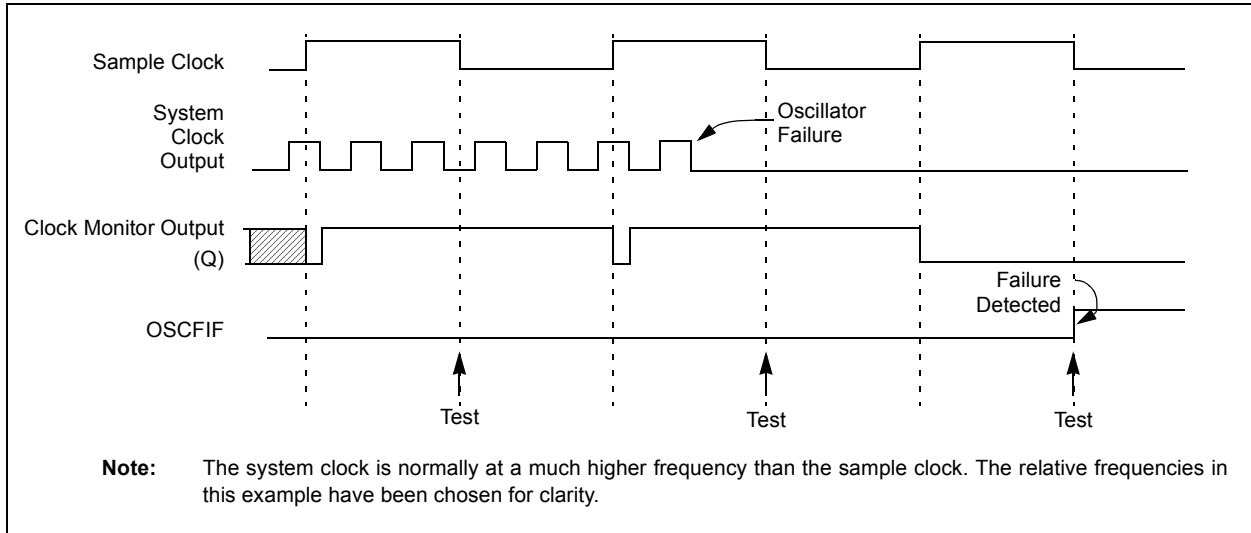 Sample Clock
System
Clock
Output
Oscillator
Failure
Clock Monitor Output
(Q)
Failure
Detected
OSCFIF
Test
Test
Test
Note: The system clock is normally at a much higher frequency than the sample clock. The relative frequencies in
this example have been chosen for clarity.